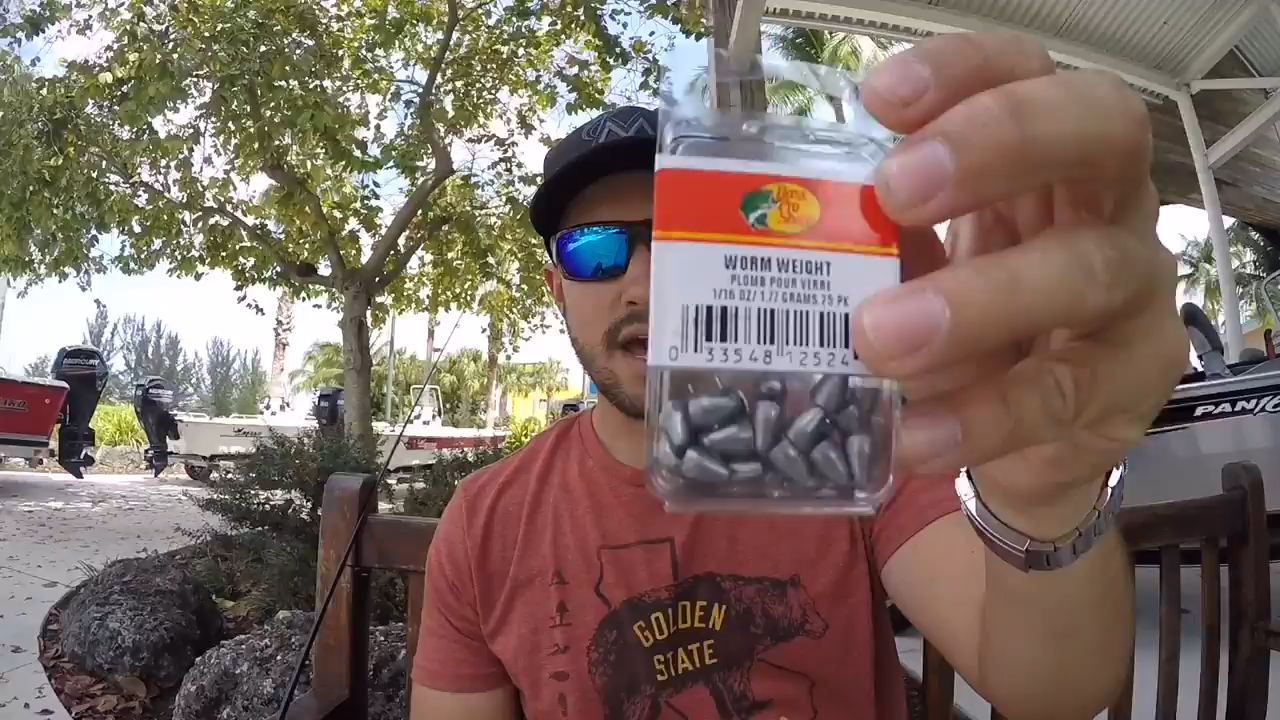 WORM WEIGHT
PLOMB POUR VERRE
1/16 OZ/ 1.77 GRAMS 25 PK
0 33548 12524
GOLDEN
STATE
MERCURY